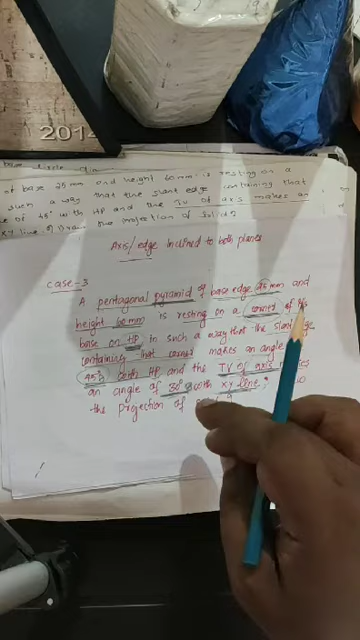 2014
at base 25 mm and height 60 mm is resting on a
such a way that the slant edge containing that
of 45° with HP and the TV of axis makes an
xy line? Draw the projection of solid?
Axis/edge inclined to both planes
case-3
A pentagonal pyramid of base edge 25 mm and
height 60 mm is resting on a corner of its
base on HP in such a way that the slant edge
containing that corner makes an angle
45° with HP and the TV of axis makes
an angle of 30° with xy line?
the projection of